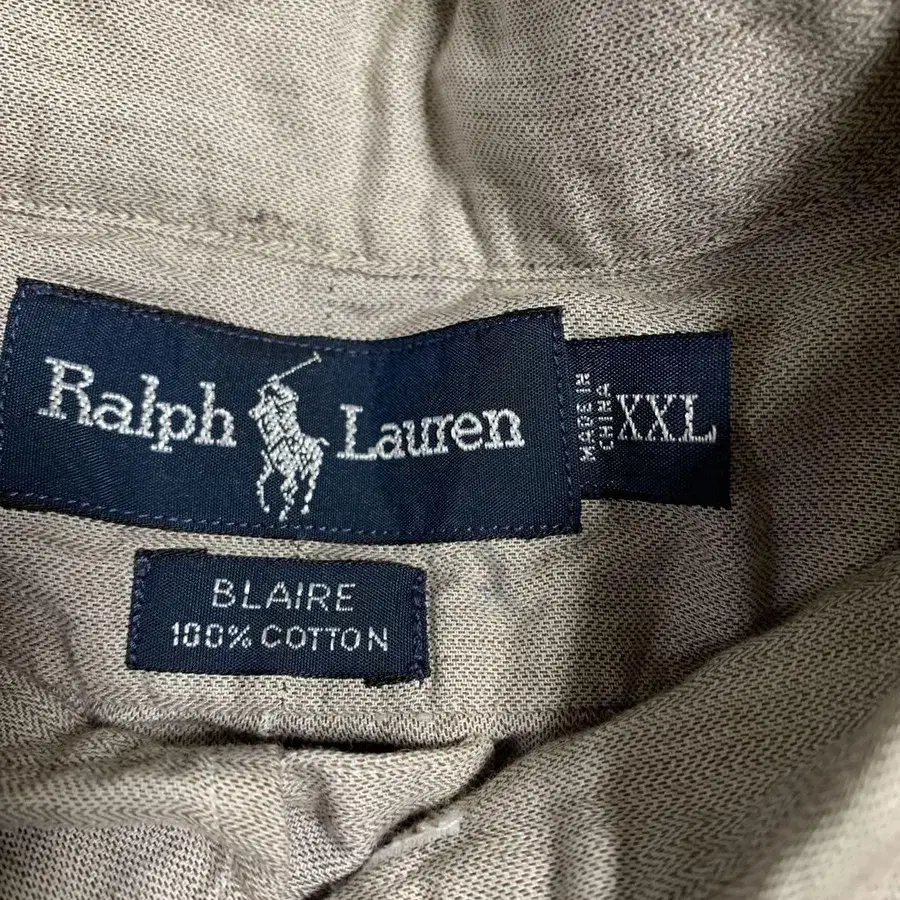 Ralph Lauren
MADE IN
CHINA
XXL
BLAIRE
100% COTTON